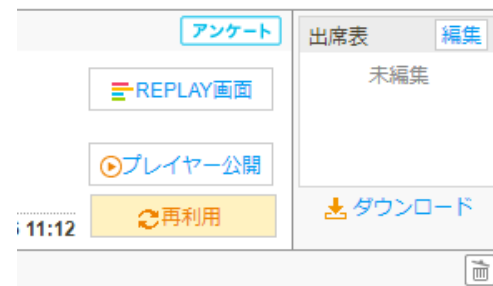 アンケート
REPLAY画面
プレイヤー公開
11:12
再利用
出席表 編集
未編集
ダウンロード